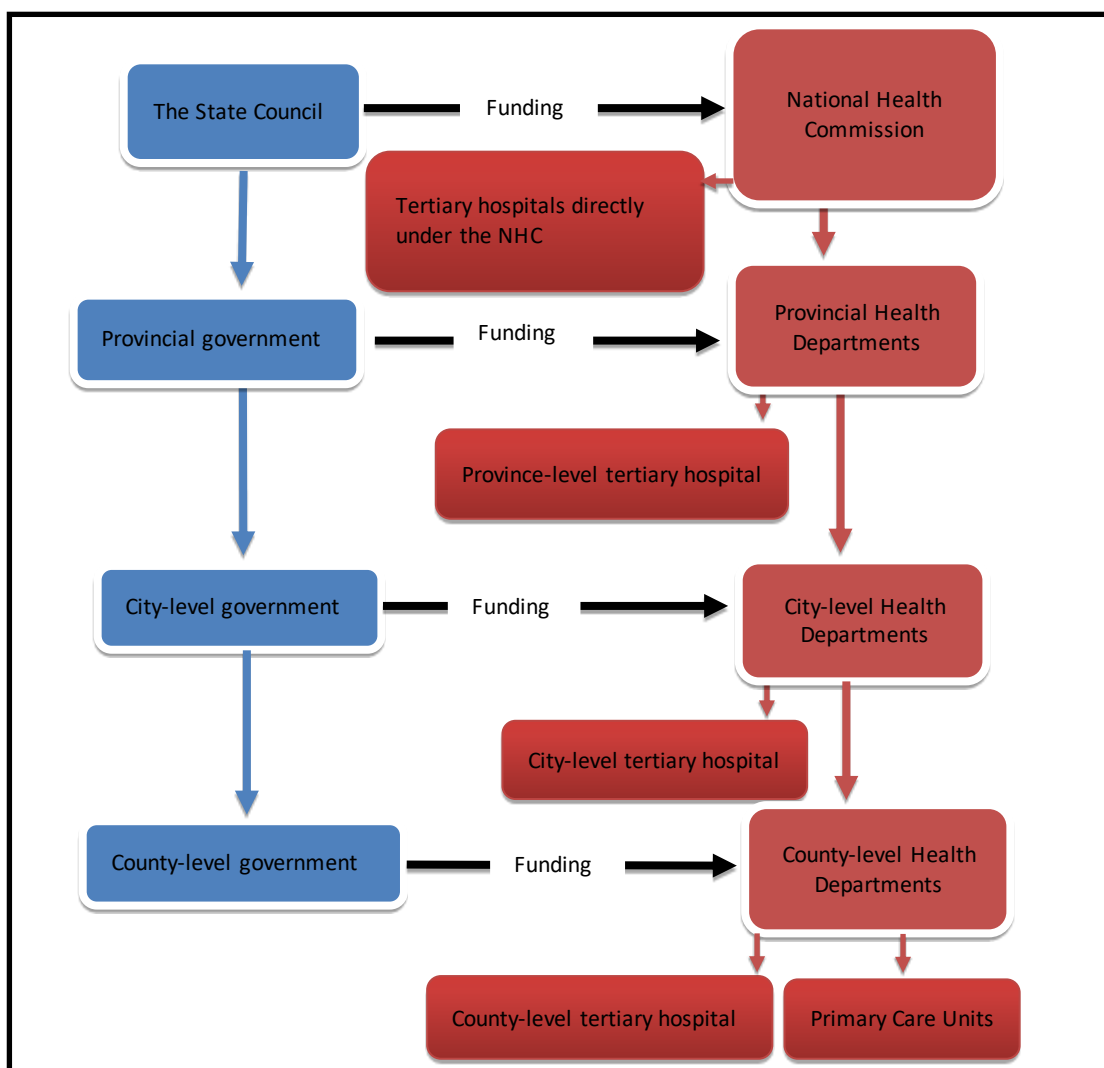 The State Council
Funding
National Health
Commission
Tertiary hospitals directly
under the NHC
Provincial government
Funding
Provincial Health
Departments
Province-level tertiary hospital
City-level government
Funding
City-level Health
Departments
City-level tertiary hospital
County-level government
Funding
County-level Health
Departments
County-level tertiary hospital
Primary Care Units